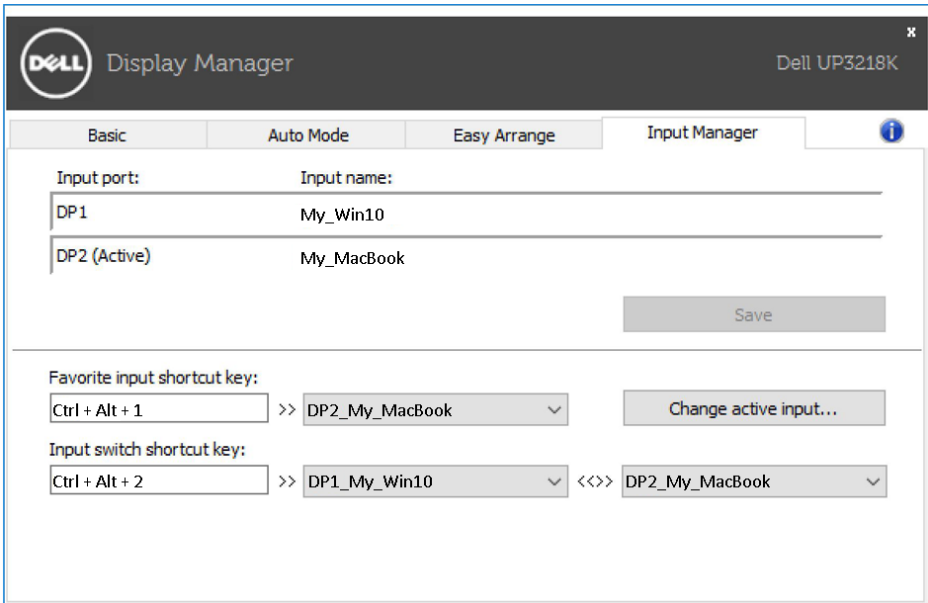 x
DELL Display Manager Dell UP3218K
Basic Auto Mode Easy Arrange Input Manager i
Input port: Input name:
DP1 My_Win10
DP2 (Active) My_MacBook
Save
Favorite input shortcut key:
Ctrl + Alt + 1 >> DP2_My_MacBook Change active input...
Input switch shortcut key:
Ctrl + Alt + 2 >> DP1_My_Win10 <<>> DP2_My_MacBook